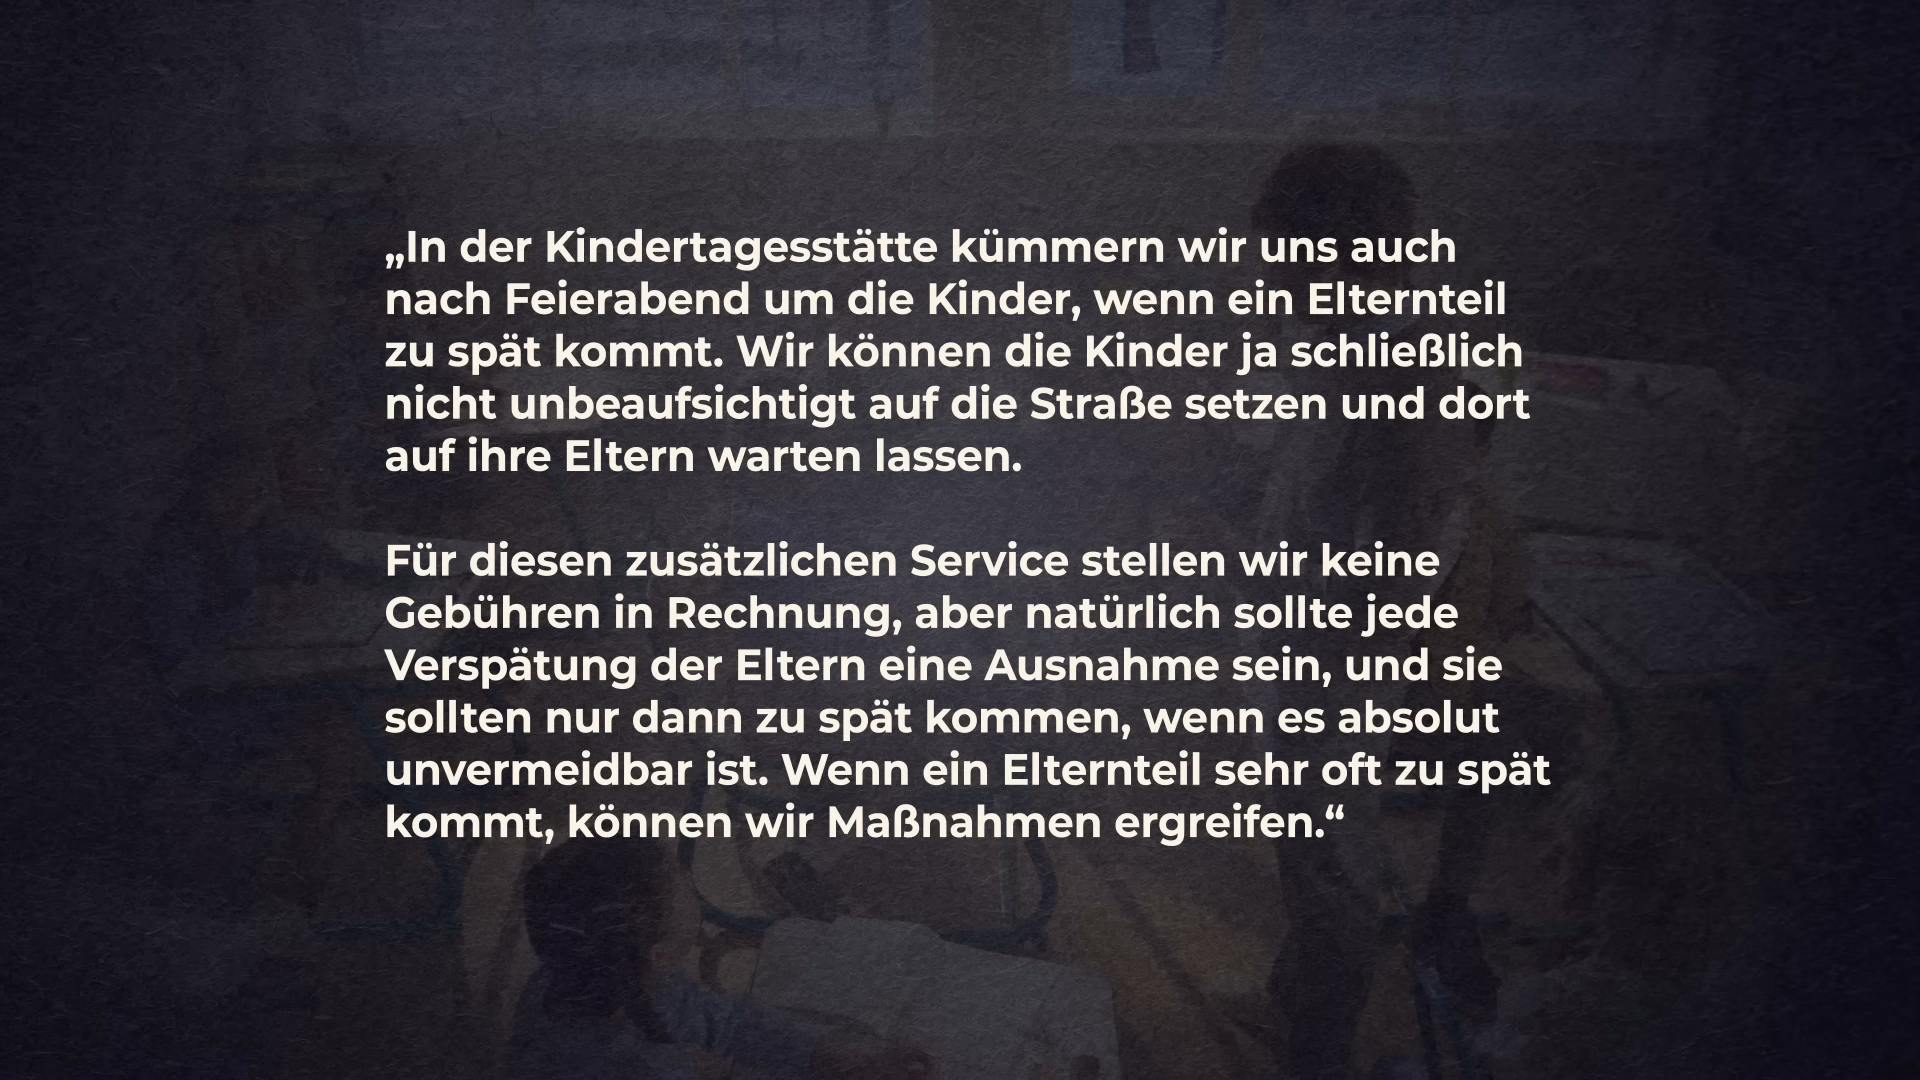 „In der Kindertagesstätte kümmern wir uns auch
nach Feierabend um die Kinder, wenn ein Elternteil
zu spät kommt. Wir können die Kinder ja schließlich
nicht unbeaufsichtigt auf die Straße setzen und dort
auf ihre Eltern warten lassen.
Für diesen zusätzlichen Service stellen wir keine
Gebühren in Rechnung, aber natürlich sollte jede
Verspätung der Eltern eine Ausnahme sein, und sie
sollten nur dann zu spät kommen, wenn es absolut
unvermeidbar ist. Wenn ein Elternteil sehr oft zu spät
kommt, können wir Maßnahmen ergreifen.“